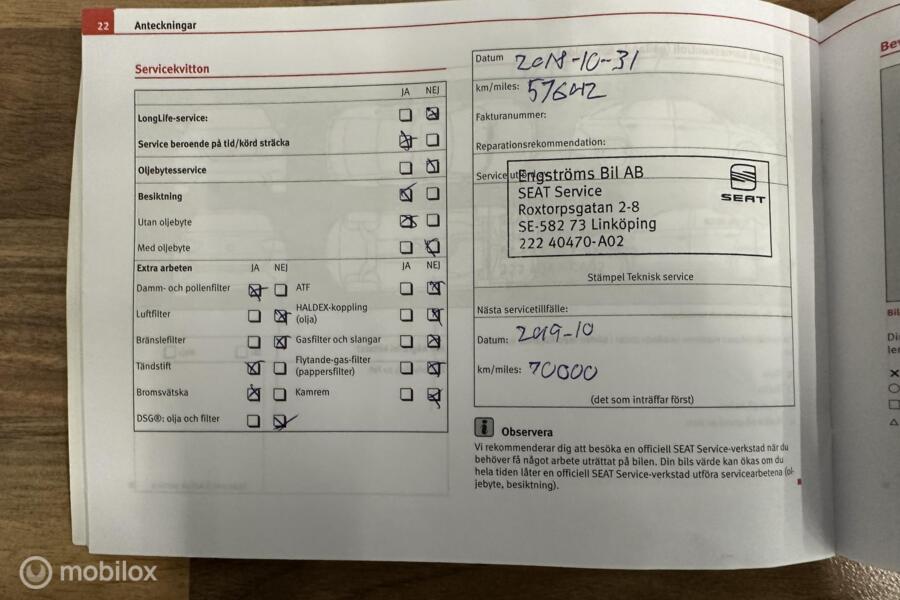 22 Anteckningar
Servicekvitton
JA NEJ
LongLife-service:
Service beroende på tid/körd sträcka
Oljebytesservice
Besiktning
Utan oljebyte
Med oljebyte
Extra arbeten JA NEJ JA NEJ
Damm- och pollenfilter ATF
Luftfilter HALDEX-koppling
(olja)
Bränslefilter Gasfilter och slangar
Tändstift Flytande-gas-filter
(pappersfilter)
Bromsvätska Kamrem
DSG®: olja och filter
Datum 2018-10-31
km/miles: 57642
Fakturanummer:
Reparationsrekommendation:
Service
Engströms Bil AB
SEAT Service
Roxtorpsgatan 2-8
SE-582 73 Linköping
222 40470-A02
SEAT
Stämpel Teknisk service
Nästa servicetillfälle:
Datum: 2019-10
km/miles: 70000
(det som inträffar först)
i Observera
Vi rekommenderar dig att besöka en officiell SEAT Service-verkstad när du
behöver få något arbete uträttat på bilen. Din bils värde kan ökas om du
hela tiden låter en officiell SEAT Service-verkstad utföra servicearbetena (ol-
jebyte, besiktning).
mobilox